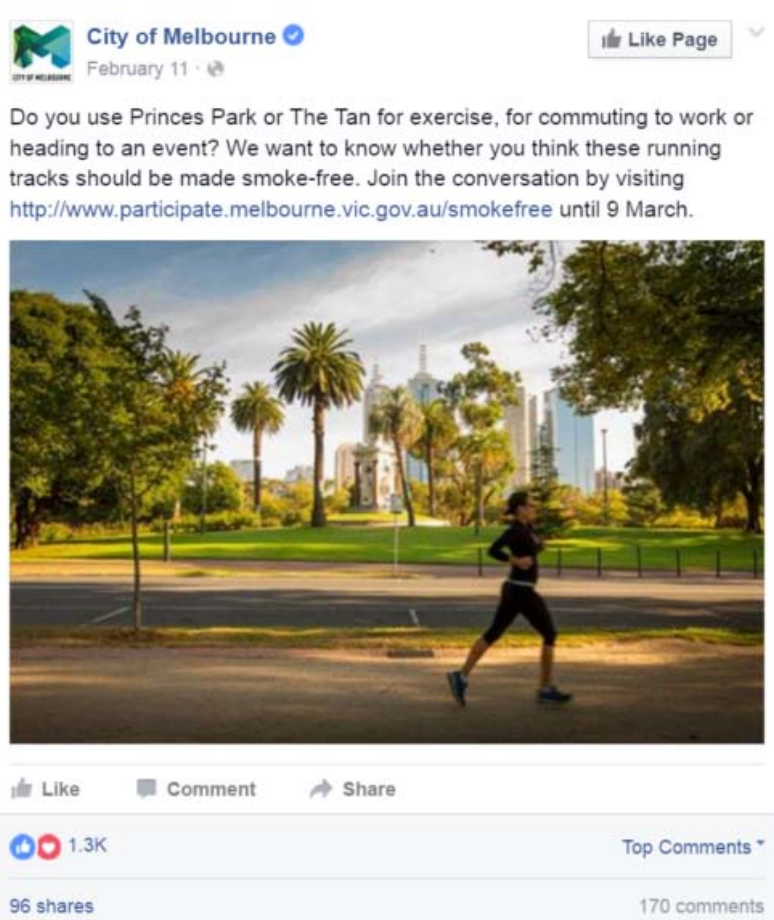 City of Melbourne
Like Page
February 11
CITY OF MELBOURNE
Do you use Princes Park or The Tan for exercise, for commuting to work or
heading to an event? We want to know whether you think these running
tracks should be made smoke-free. Join the conversation by visiting
http://www.participate.melbourne.vic.gov.au/smokefree until 9 March.
Like Comment Share
1.3K Top Comments
96 shares 170 comments